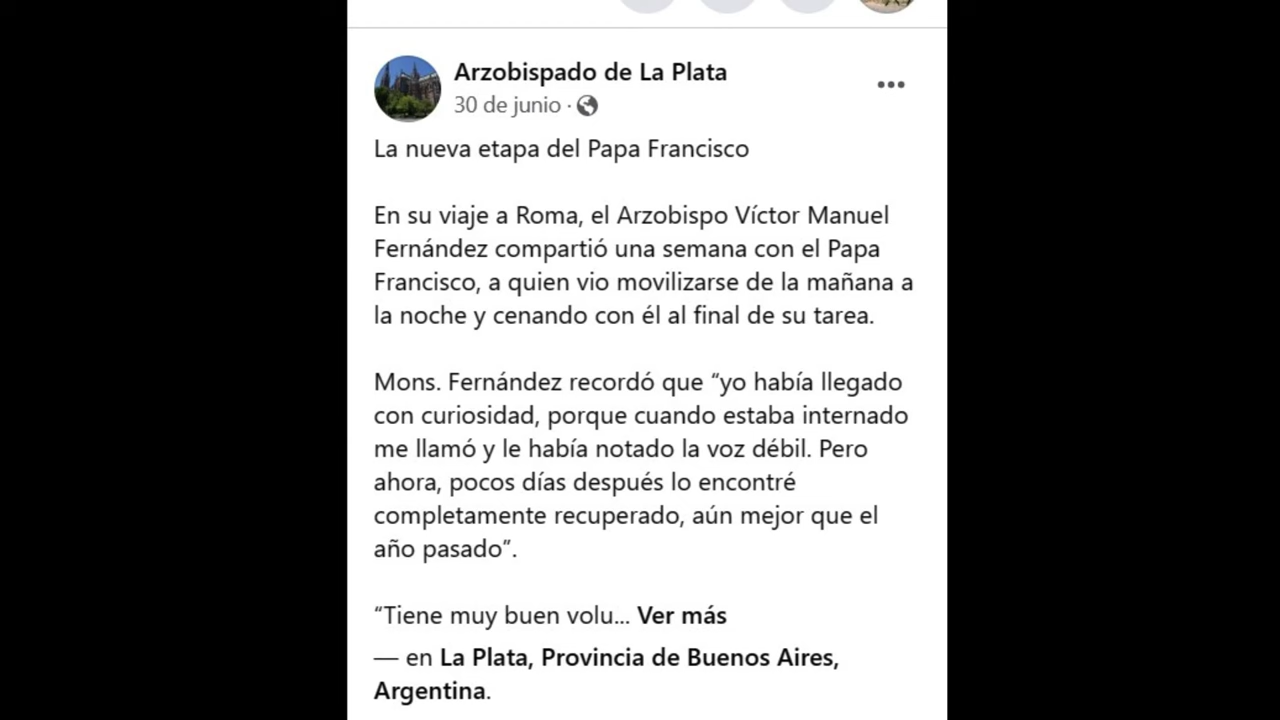 Arzobispado de La Plata
30 de junio ·
La nueva etapa del Papa Francisco
En su viaje a Roma, el Arzobispo Víctor Manuel
Fernández compartió una semana con el Papa
Francisco, a quien vio movilizarse de la mañana a
la noche y cenando con él al final de su tarea.
Mons. Fernández recordó que “yo había llegado
con curiosidad, porque cuando estaba internado
me llamó y le había notado la voz débil. Pero
ahora, pocos días después lo encontré
completamente recuperado, aún mejor que el
año pasado”.
“Tiene muy buen volu... Ver más
— en La Plata, Provincia de Buenos Aires,
Argentina.